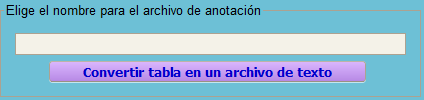 Elige el nombre para el archivo de anotación
Convertir tabla en un archivo de texto